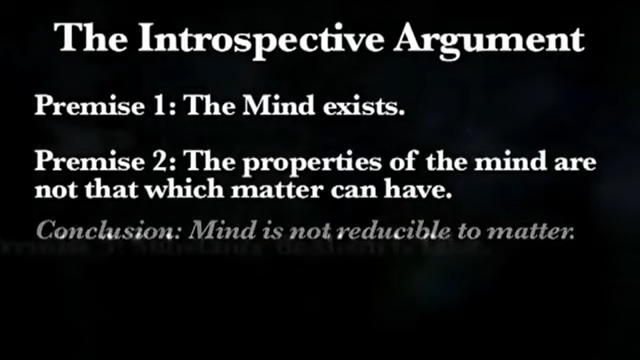 The Introspective Argument
Premise 1: The Mind exists.
Premise 2: The properties of the mind are
not that which matter can have.
Conclusion: Mind is not reducible to matter.